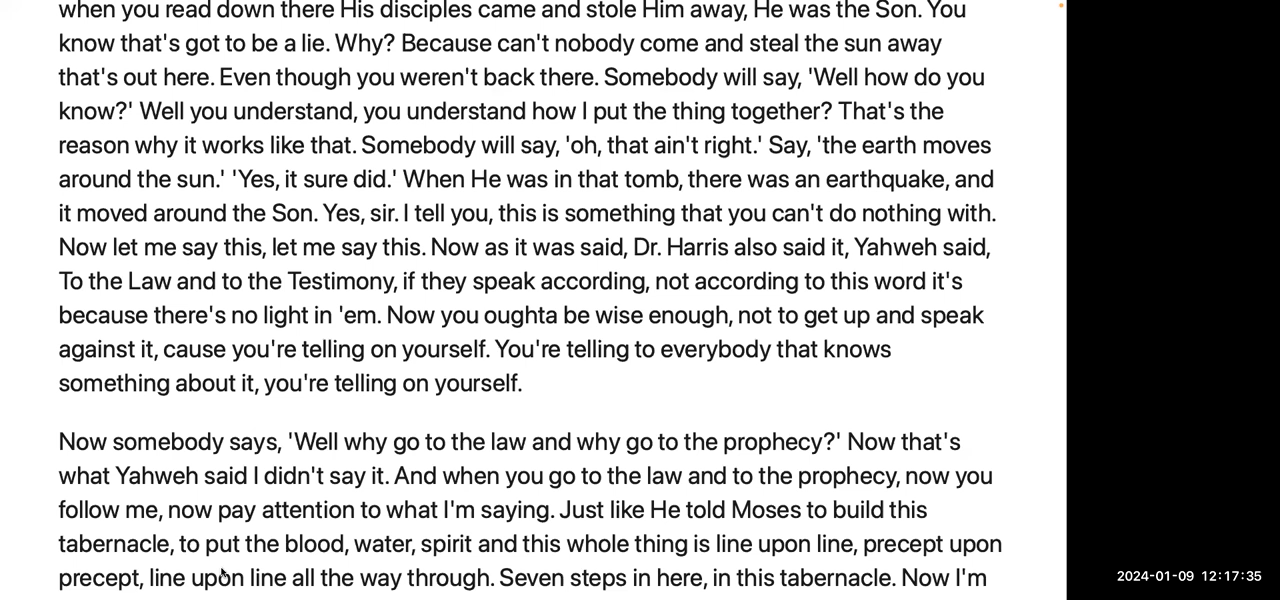 when you read down there His disciples came and stole Him away, He was the Son. You
know that's got to be a lie. Why? Because can't nobody come and steal the sun away
that's out here. Even though you weren't back there. Somebody will say, 'Well how do you
know?' Well you understand, you understand how I put the thing together? That's the
reason why it works like that. Somebody will say, 'oh, that ain't right.' Say, 'the earth moves
around the sun.' 'Yes, it sure did.' When He was in that tomb, there was an earthquake, and
it moved around the Son. Yes, sir. I tell you, this is something that you can't do nothing with.
Now let me say this, let me say this. Now as it was said, Dr. Harris also said it, Yahweh said,
To the Law and to the Testimony, if they speak according, not according to this word it's
because there's no light in 'em. Now you oughta be wise enough, not to get up and speak
against it, cause you're telling on yourself. You're telling to everybody that knows
something about it, you're telling on yourself.
Now somebody says, 'Well why go to the law and why go to the prophecy?' Now that's
what Yahweh said I didn't say it. And when you go to the law and to the prophecy, now you
follow me, now pay attention to what I'm saying. Just like He told Moses to build this
tabernacle, to put the blood, water, spirit and this whole thing is line upon line, precept upon
precept, line upon line all the way through. Seven steps in here, in this tabernacle. Now I'm
2024-01-09 12:17:35